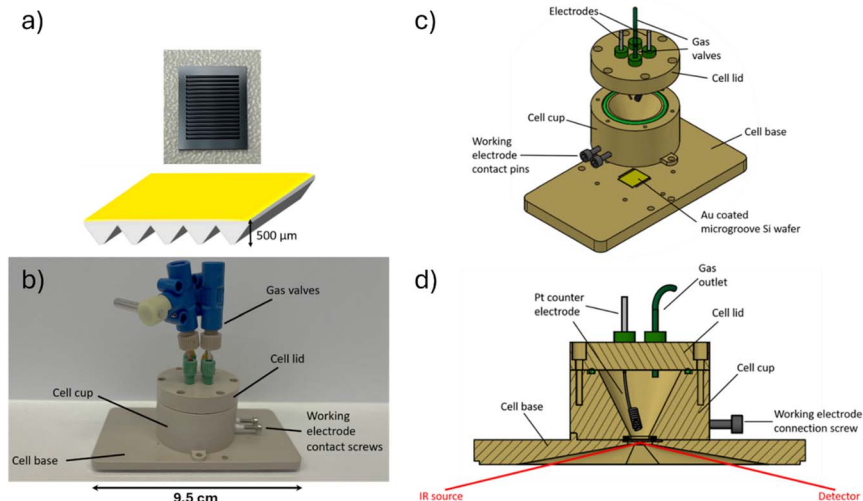 a)
500 µm
b)
Gas valves
Cell lid
Cell cup
Working
electrode
contact screws
Cell base
9.5 cm
c)
Electrodes
Gas
valves
Cell lid
Cell cup
Cell base
Working
electrode
contact pins
Au coated
microgroove Si wafer
d)
Gas
outlet
Pt counter
electrode
Cell lid
Cell cup
Cell base
Working electrode
connection screw
IR source
Detector